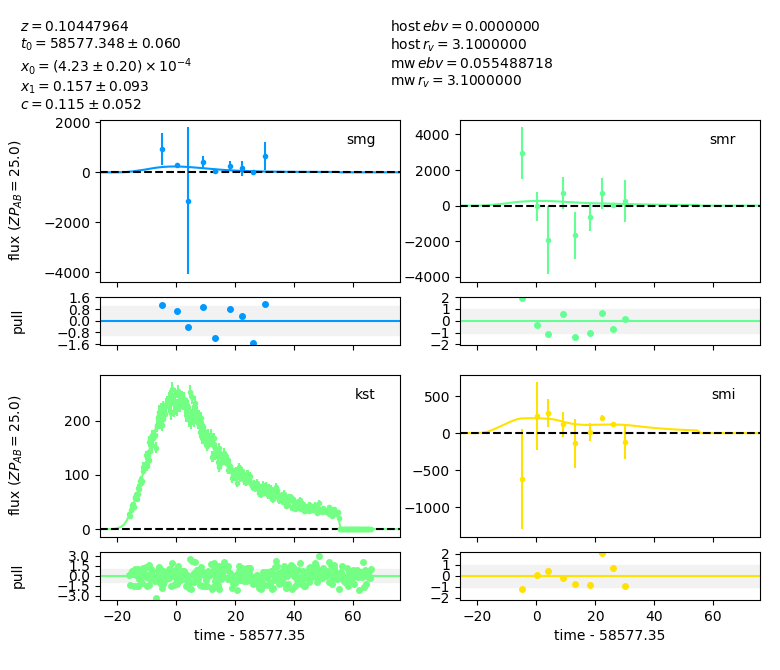 z = 0.10447964
t₀ = 58577.348 ± 0.060
x₀ = (4.23 ± 0.20) × 10⁻⁴
x₁ = 0.157 ± 0.093
c = 0.115 ± 0.052
host ebv = 0.0000000
host r_v = 3.1000000
mw ebv = 0.055488718
mw r_v = 3.1000000
flux (ZP_AB = 25.0)
2000
0
−2000
−4000
smg
4000
2000
0
−2000
−4000
smr
pull
1.6
0.8
0.0
−0.8
−1.6
2
1
0
−1
−2
flux (ZP_AB = 25.0)
200
100
0
kst
500
0
−500
−1000
smi
pull
3.0
1.5
0.0
−1.5
−3.0
2
1
0
−1
−2
−20 0 20 40 60
time - 58577.35
−20 0 20 40 60
time - 58577.35